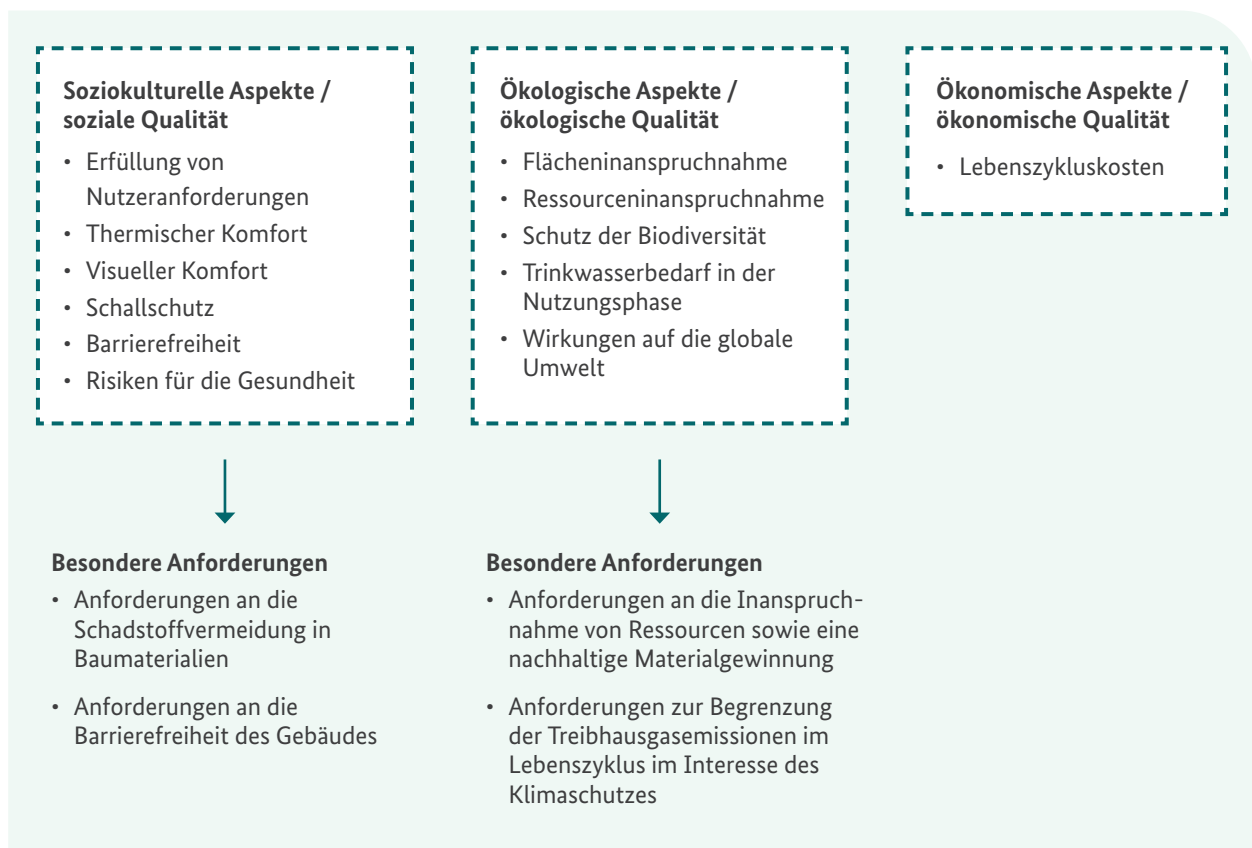 Soziokulturelle Aspekte /
soziale Qualität
• Erfüllung von
Nutzeranforderungen
• Thermischer Komfort
• Visueller Komfort
• Schallschutz
• Barrierefreiheit
• Risiken für die Gesundheit
Besondere Anforderungen
• Anforderungen an die
Schadstoffvermeidung in
Baumaterialien
• Anforderungen an die
Barrierefreiheit des Gebäudes
Ökologische Aspekte /
ökologische Qualität
• Flächeninanspruchnahme
• Ressourceninanspruchnahme
• Schutz der Biodiversität
• Trinkwasserbedarf in der
Nutzungsphase
• Wirkungen auf die globale
Umwelt
Besondere Anforderungen
• Anforderungen an die Inanspruch-
nahme von Ressourcen sowie eine
nachhaltige Materialgewinnung
• Anforderungen zur Begrenzung
der Treibhausgasemissionen im
Lebenszyklus im Interesse des
Klimaschutzes
Ökonomische Aspekte /
ökonomische Qualität
• Lebenszykluskosten